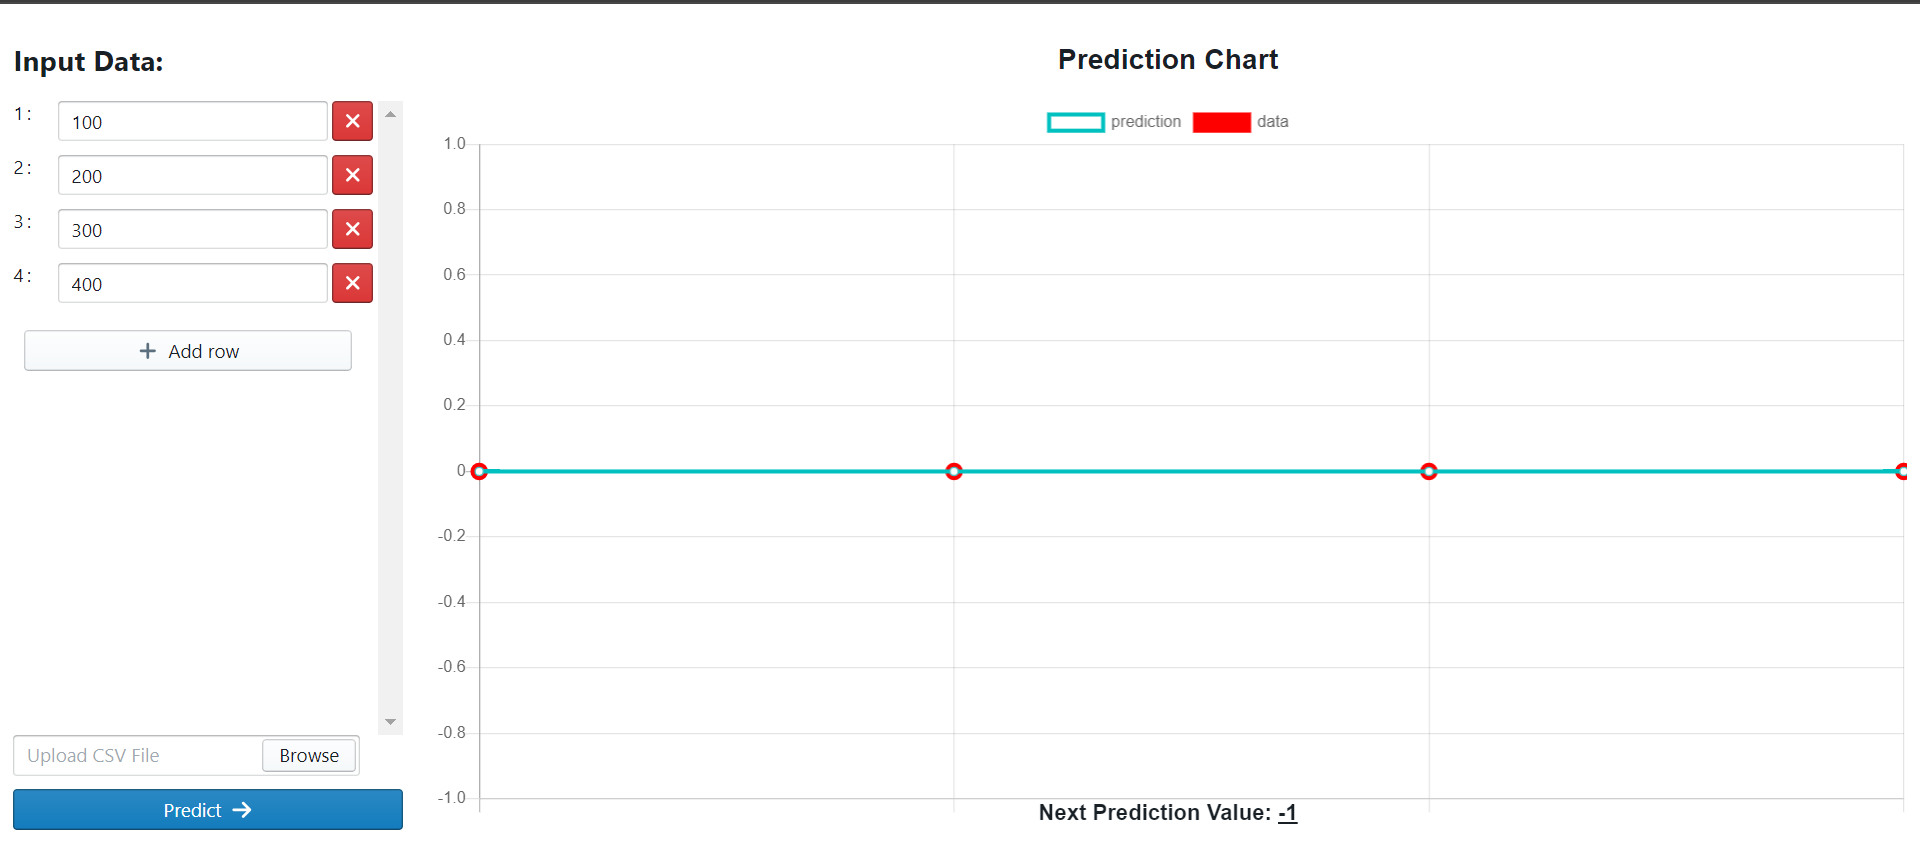 Input Data:
1 :
100
2 :
200
3 :
300
4 :
400
Add row
Upload CSV File
Browse
Predict
Prediction Chart
prediction
data
1.0
0.8
0.6
0.4
0.2
0
-0.2
-0.4
-0.6
-0.8
-1.0
Next Prediction Value: -1